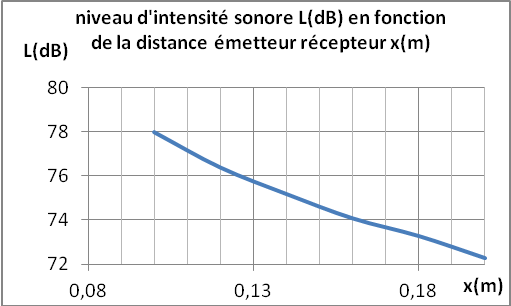 niveau d'intensité sonore L(dB) en fonction
de la distance émetteur récepteur x(m)
L(dB)
80
78
76
74
72
0,08
0,13
0,18
x(m)